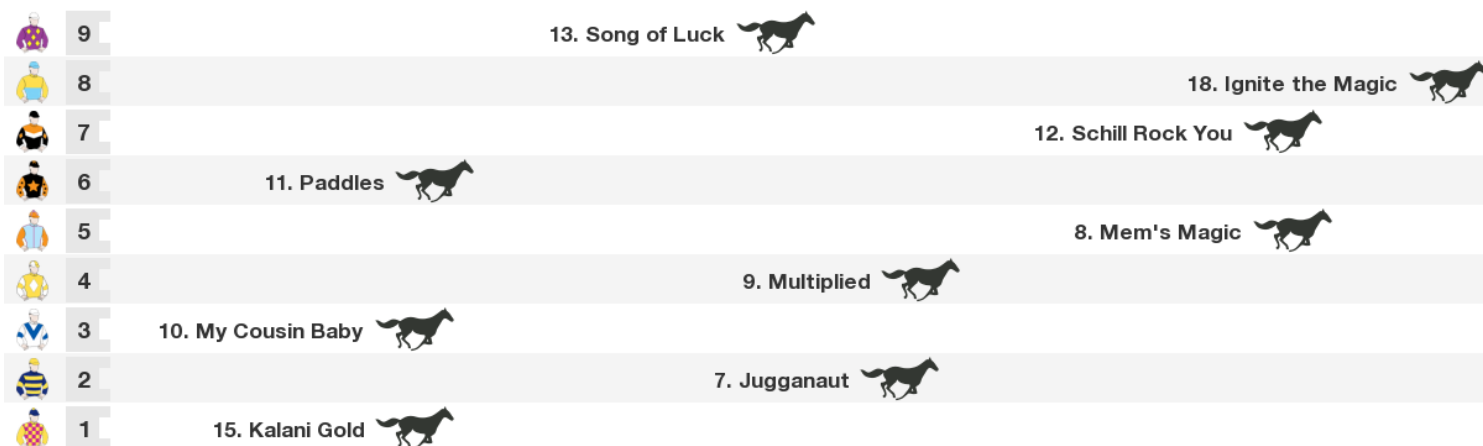 9 13. Song of Luck
8 18. Ignite the Magic
7 12. Schill Rock You
6 11. Paddles
5 8. Mem's Magic
4 9. Multiplied
3 10. My Cousin Baby
2 7. Jugganaut
1 15. Kalani Gold